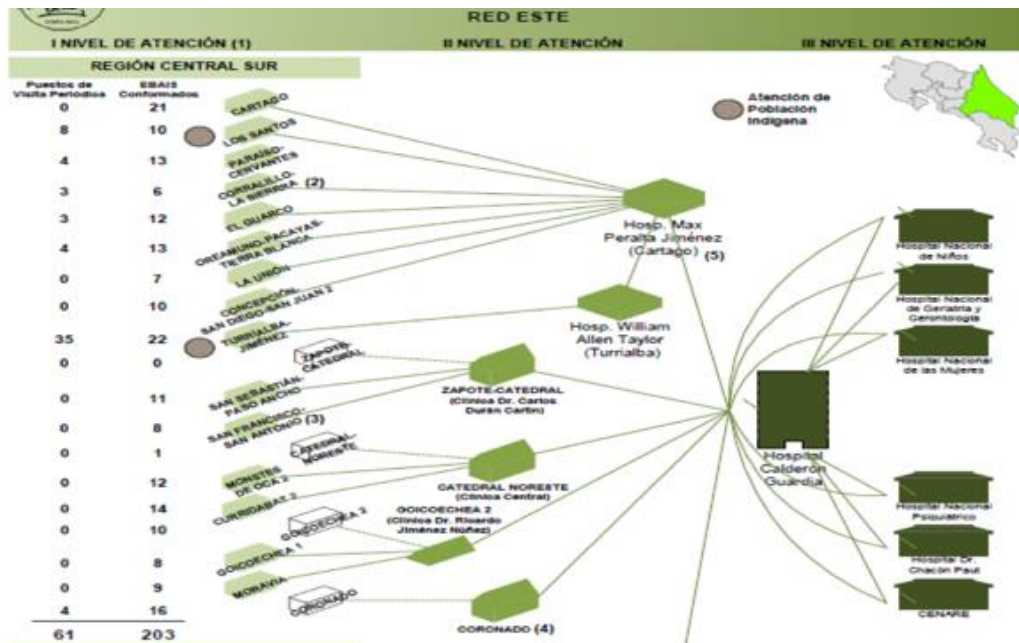 RED ESTE
I NIVEL DE ATENCIÓN (1)
II NIVEL DE ATENCIÓN
III NIVEL DE ATENCIÓN
REGIÓN CENTRAL SUR
Puestos de
Visita Periódica
EBAIS
Conformados
0 21 CARTAGO
8 10 LOS SANTOS
4 13 PARAÍSO-
CERVANTES
3 6 CORRALILLO-
LA SIERRRA (2)
3 12 EL GUARCO
4 13 OREAMUNO-PACAYAS-
TIERRA BLANCA
0 7 LA UNIÓN
0 10 CONCEPCIÓN-
SAN DIEGO-SAN JUAN 2
35 22 TURRIALBA-
JIMÉNEZ
0 0 ZAPOTE-
CATEDRAL
0 11 SAN SEBASTIÁN-
PASO ANCHO
0 8 SAN FRANCISCO-
SAN ANTONIO (3)
0 1 CATEDRAL
NORESTE
0 12 MONSTES
DE OCA 2
0 14 CURRIDABAT 2
0 10 GOICOECHEA 2
0 8 GOICOECHEA 1
0 9 MORAVIA
4 16 CORONADO
61 203
Atención de
Población
Indígena
Hosp. Max
Peralta Jiménez
(Cartago) (5)
Hosp. William
Allen Taylor
(Turrialba)
ZAPOTE-CATEDRAL
(Clínica Dr. Carlos
Durán Cartín)
CATEDRAL NORESTE
(Clínica Central)
GOICOECHEA 2
(Clínica Dr. Ricardo
Jiménez Núñez)
CORONADO (4)
Hospital
Calderón
Guardia
Hospital Nacional
de Niños
Hospital Nacional
de Geriatría y
Gerontología
Hospital Nacional
de las Mujeres
Hospital Nacional
Psiquiátrico
Hospital Dr.
Chacón Paut
CENARE